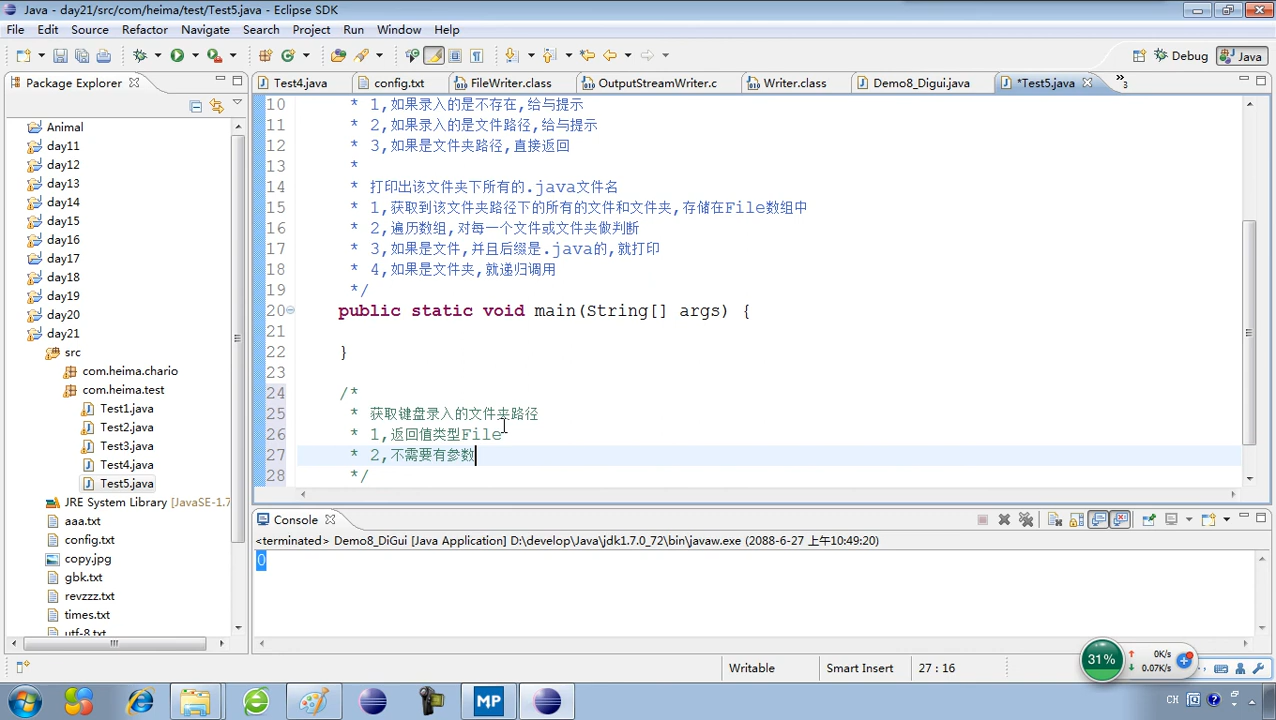 Java - day21/src/com/heima/test/Test5.java - Eclipse SDK
File Edit Source Refactor Navigate Search Project Run Window Help
Debug Java
Package Explorer
Test4.java config.txt FileWriter.class OutputStreamWriter.c Writer.class Demo8_Digui.java *Test5.java »3
Animal
day11
day12
day13
day14
day15
day16
day17
day18
day19
day20
day21
src
com.heima.chario
com.heima.test
Test1.java
Test2.java
Test3.java
Test4.java
Test5.java
JRE System Library [JavaSE-1.7
aaa.txt
config.txt
copy.jpg
gbk.txt
revzzz.txt
times.txt
utf-8.txt
10 * 1,如果录入的是不存在,给与提示
11 * 2,如果录入的是文件路径,给与提示
12 * 3,如果是文件夹路径,直接返回
13 *
14 * 打印出该文件夹下所有的.java文件名
15 * 1,获取到该文件夹路径下的所有的文件和文件夹,存储在File数组中
16 * 2,遍历数组,对每一个文件或文件夹做判断
17 * 3,如果是文件,并且后缀是.java的,就打印
18 * 4,如果是文件夹,就递归调用
19 */
20 public static void main(String[] args) {
21
22 }
23
24 /*
25 * 获取键盘录入的文件夹路径
26 * 1,返回值类型File
27 * 2,不需要有参数
28 */
Console
<terminated> Demo8_DiGui [Java Application] D:\develop\Java\jdk1.7.0_72\bin\javaw.exe (2088-6-27 上午10:49:20)
0
Writable Smart Insert 27 : 16
31% 0K/s
0.07K/s
MP
CH